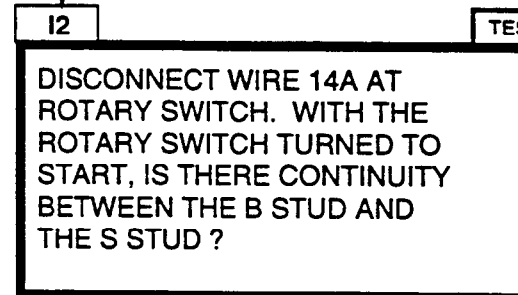 I2
TES
DISCONNECT WIRE 14A AT
ROTARY SWITCH. WITH THE
ROTARY SWITCH TURNED TO
START, IS THERE CONTINUITY
BETWEEN THE B STUD AND
THE S STUD ?